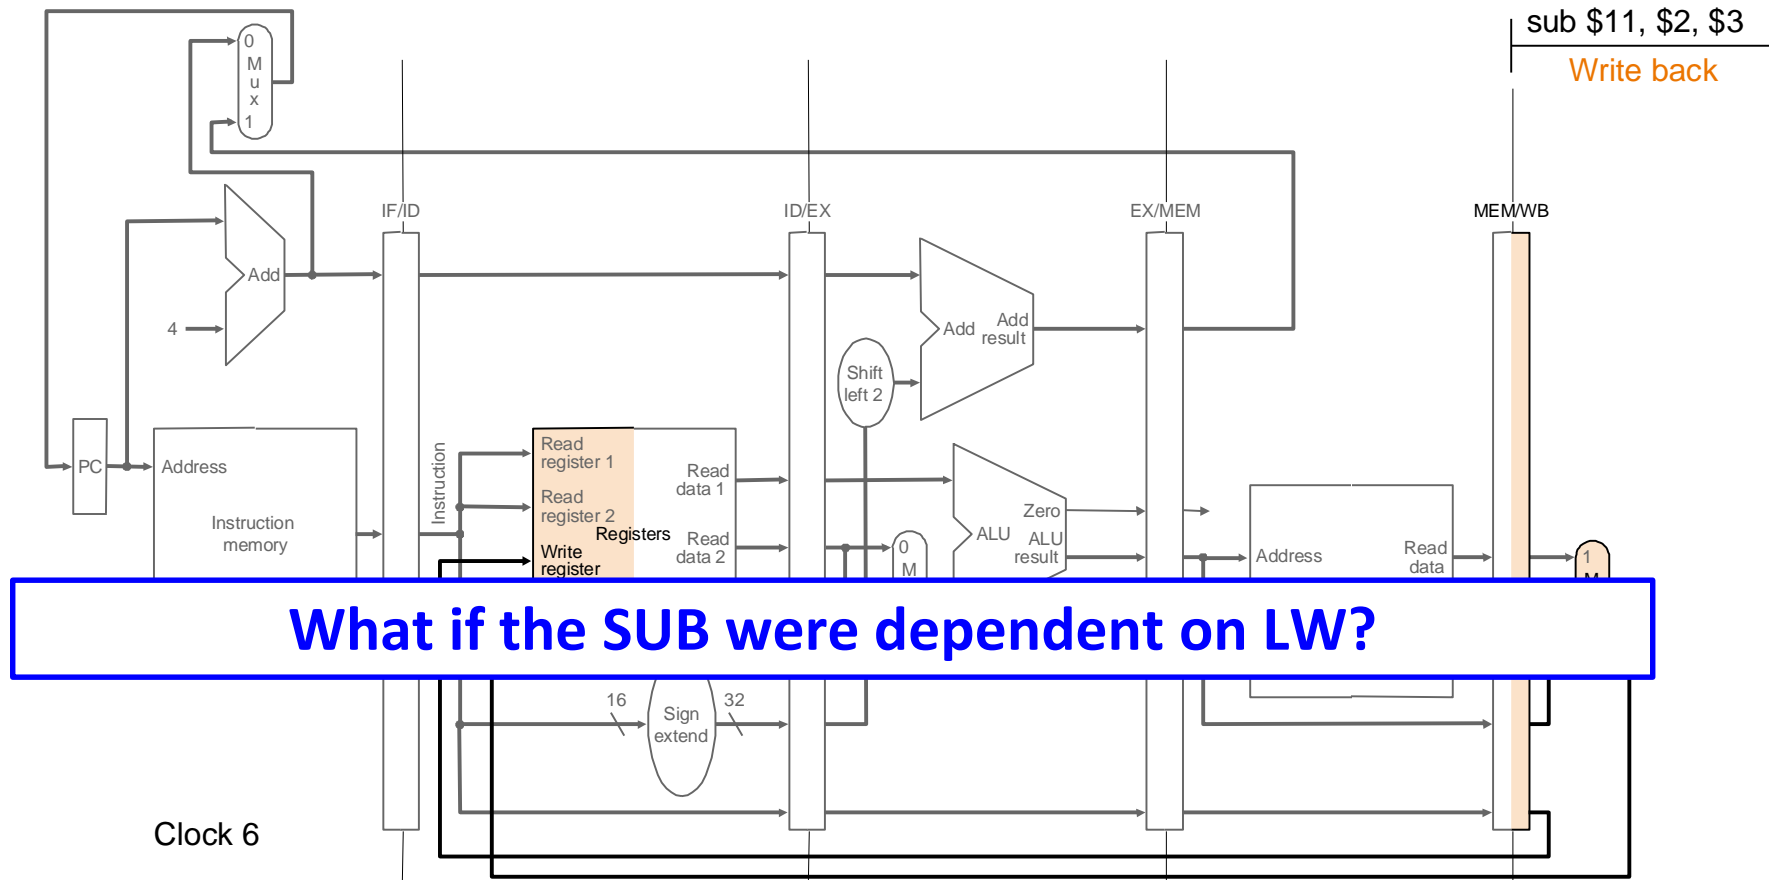 sub $11, $2, $3
Write back
0
M
u
x
1
IF/ID
ID/EX
EX/MEM
MEM/WB
Add
4
Add
Add
result
Shift
left 2
PC
Address
Instruction
memory
Instruction
Read
register 1
Read
register 2
Write
register
Registers
Read
data 1
Read
data 2
0
M
Zero
ALU
ALU
result
Address
Read
data
1
M
What if the SUB were dependent on LW?
16
Sign
extend
32
Clock 6